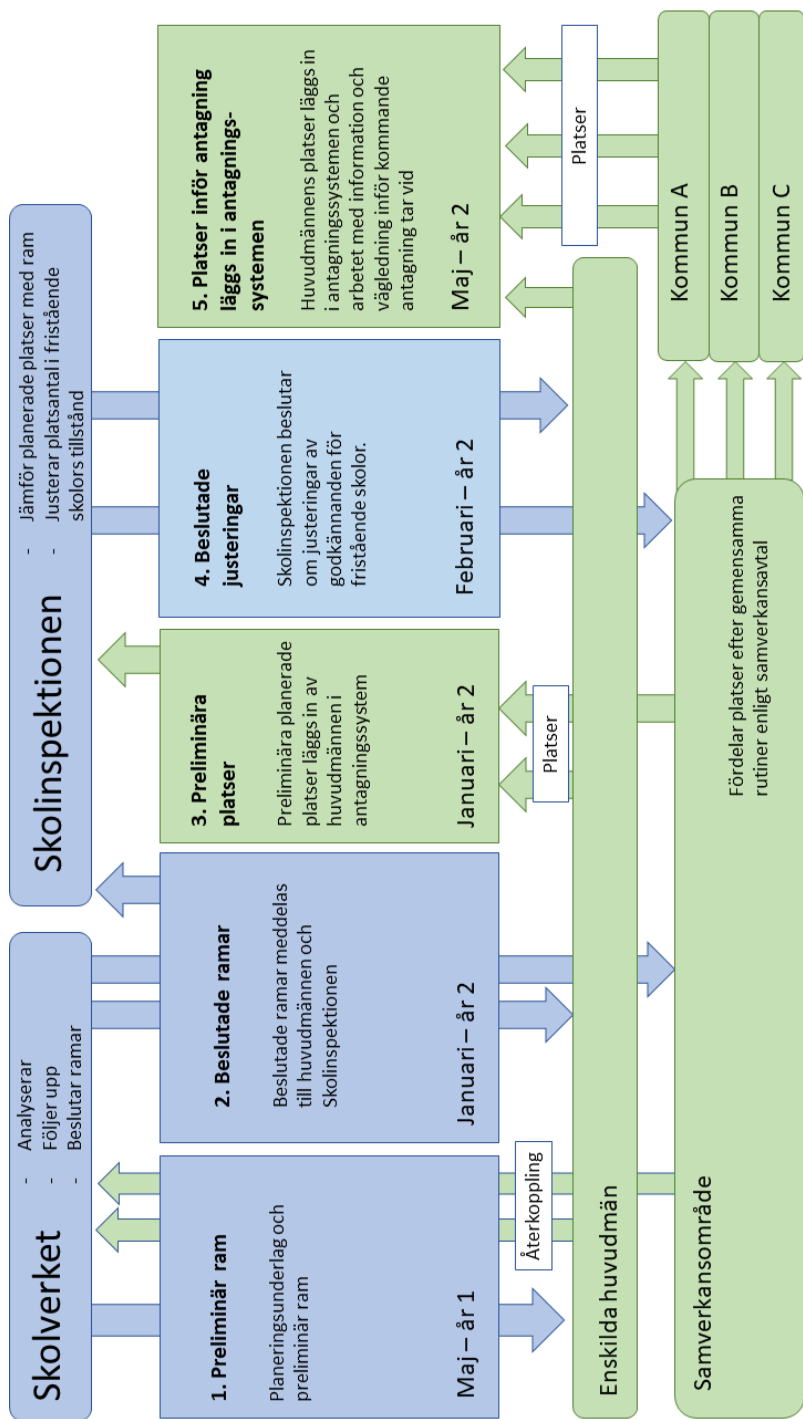 Skolverket
- Analyserar
- Följer upp
- Beslutar ramar
Skolinspektionen
- Jämför planerade platser med ram
- Justerar platsantal i fristående
skolors tillstånd
1. Preliminär ram
Planeringsunderlag och
preliminär ram
Maj – år 1
2. Beslutade ramar
Beslutade ramar meddelas
till huvudmännen och
Skolinspektionen
Januari – år 2
3. Preliminära
platser
Preliminära planerade
platser läggs in av
huvudmännen i
antagningssystem
Januari – år 2
4. Beslutade
justeringar
Skolinspektionen beslutar
om justeringar av
godkännanden för
fristående skolor.
Februari – år 2
5. Platser inför antagning
läggs in i antagnings-
systemen
Huvudmännens platser läggs in
i antagningssystemen och
arbetet med information och
vägledning inför kommande
antagning tar vid
Maj – år 2
Återkoppling
Platser
Platser
Enskilda huvudmän
Samverkansområde
Fördelar platser efter gemensamma
rutiner enligt samverkansavtal
Kommun A
Kommun B
Kommun C